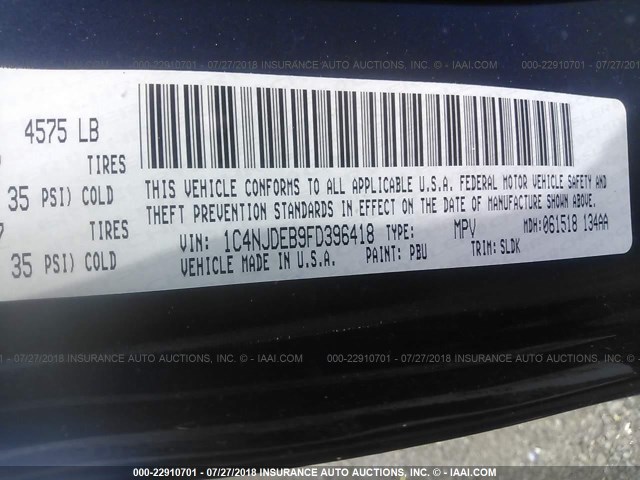 000-22910701 - 07/27/2018 INSURANCE AUTO AUCTIONS, INC. - © - IAAI.COM
4575 LB
TIRES
35 PSI) COLD
TIRES
35 PSI) COLD
THIS VEHICLE CONFORMS TO ALL APPLICABLE U.S.A. FEDERAL MOTOR VEHICLE SAFETY AND
THEFT PREVENTION STANDARDS IN EFFECT ON THE DATE OF MANUFACTURE SHOWN ABOVE.
VIN: 1C4NJDEB9FD396418 TYPE: MPV MDH:061518 134AA
VEHICLE MADE IN U.S.A. PAINT: PBU TRIM: SLDK
/27/2018 INSURANCE AUTO AUCTIONS, INC. - © - IAAI.COM
000-22910701 - 07/27/2018 INSURANCE AUTO AUCTIONS, INC. - © - IAAI.COM
000-22910701 - 07/27/2018 INSURANCE AUTO AUCTIONS, INC. - © - IAAI.COM